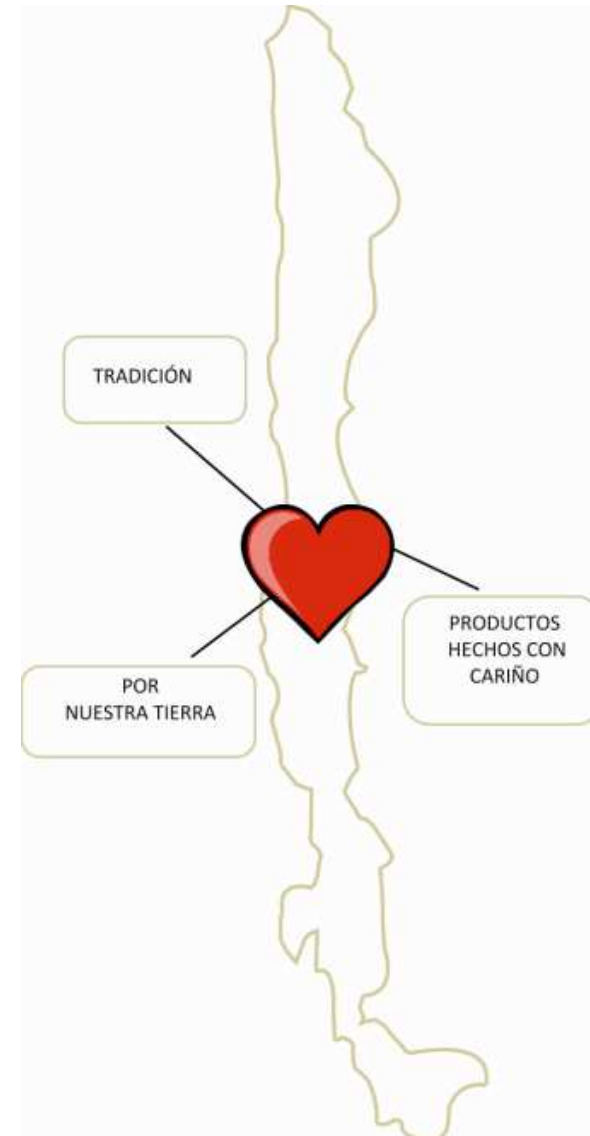 TRADICIÓN
PRODUCTOS
HECHOS CON
CARIÑO
POR
NUESTRA TIERRA